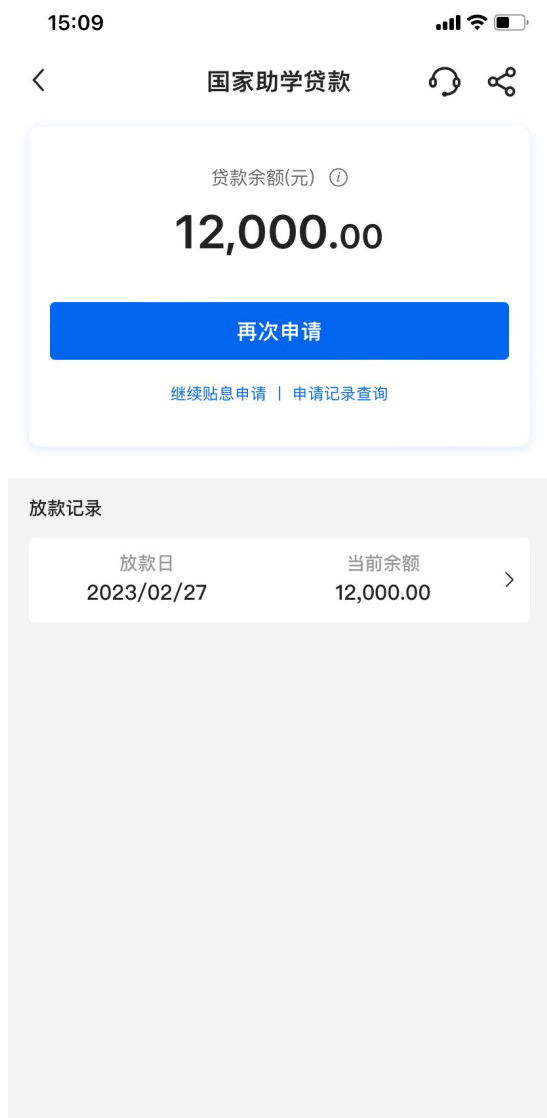 15:09
国家助学贷款
贷款余额(元)
12,000.00
再次申请
继续贴息申请 | 申请记录查询
放款记录
放款日 当前余额
2023/02/27 12,000.00